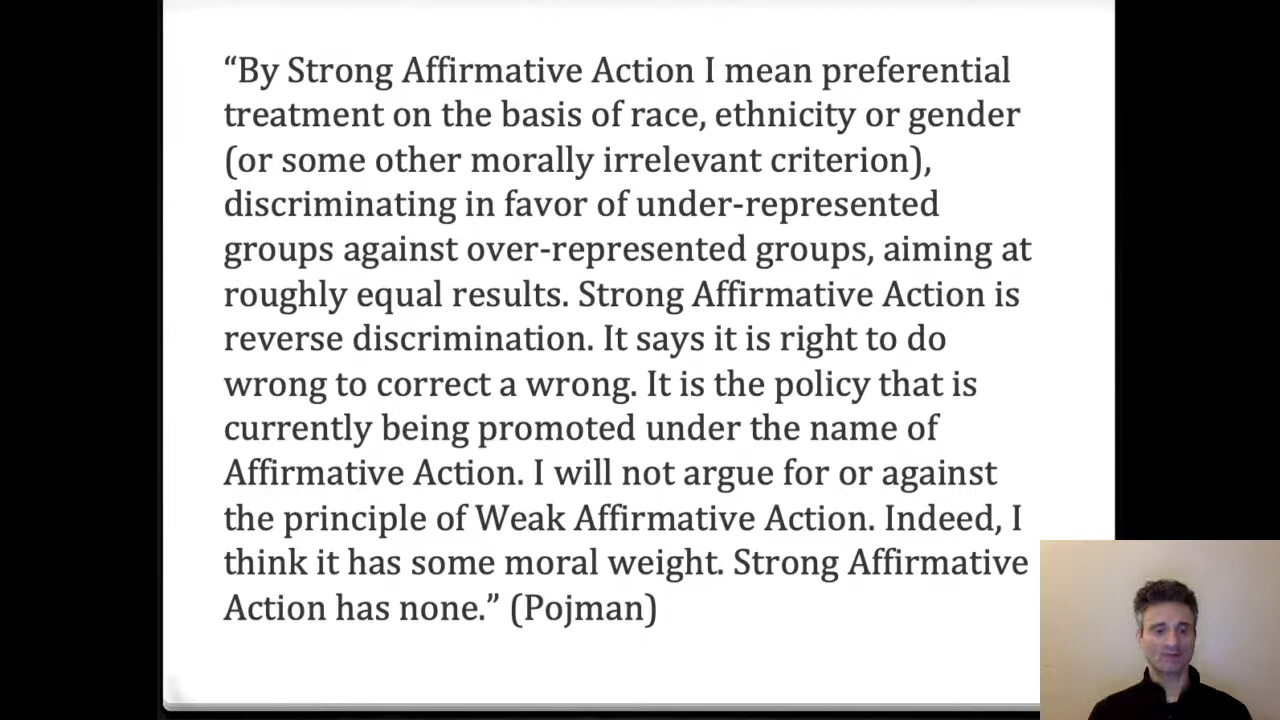 “By Strong Affirmative Action I mean preferential
treatment on the basis of race, ethnicity or gender
(or some other morally irrelevant criterion),
discriminating in favor of under-represented
groups against over-represented groups, aiming at
roughly equal results. Strong Affirmative Action is
reverse discrimination. It says it is right to do
wrong to correct a wrong. It is the policy that is
currently being promoted under the name of
Affirmative Action. I will not argue for or against
the principle of Weak Affirmative Action. Indeed, I
think it has some moral weight. Strong Affirmative
Action has none.” (Pojman)